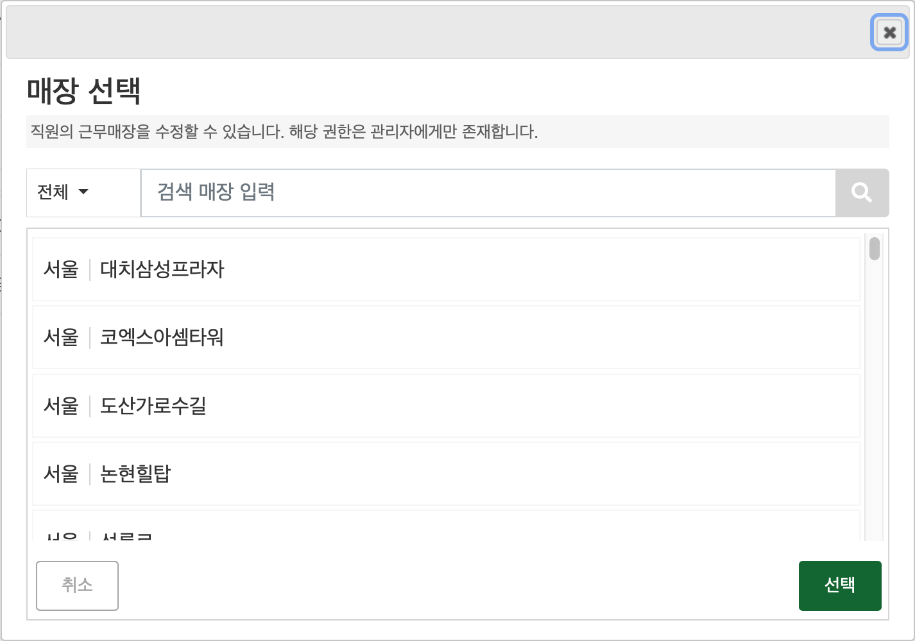 매장 선택
직원의 근무매장을 수정할 수 있습니다. 해당 권한은 관리자에게만 존재합니다.
전체 검색 매장 입력
서울 대치삼성프라자
서울 코엑스아셈타워
서울 도산가로수길
서울 논현힐탑
서울
취소 선택